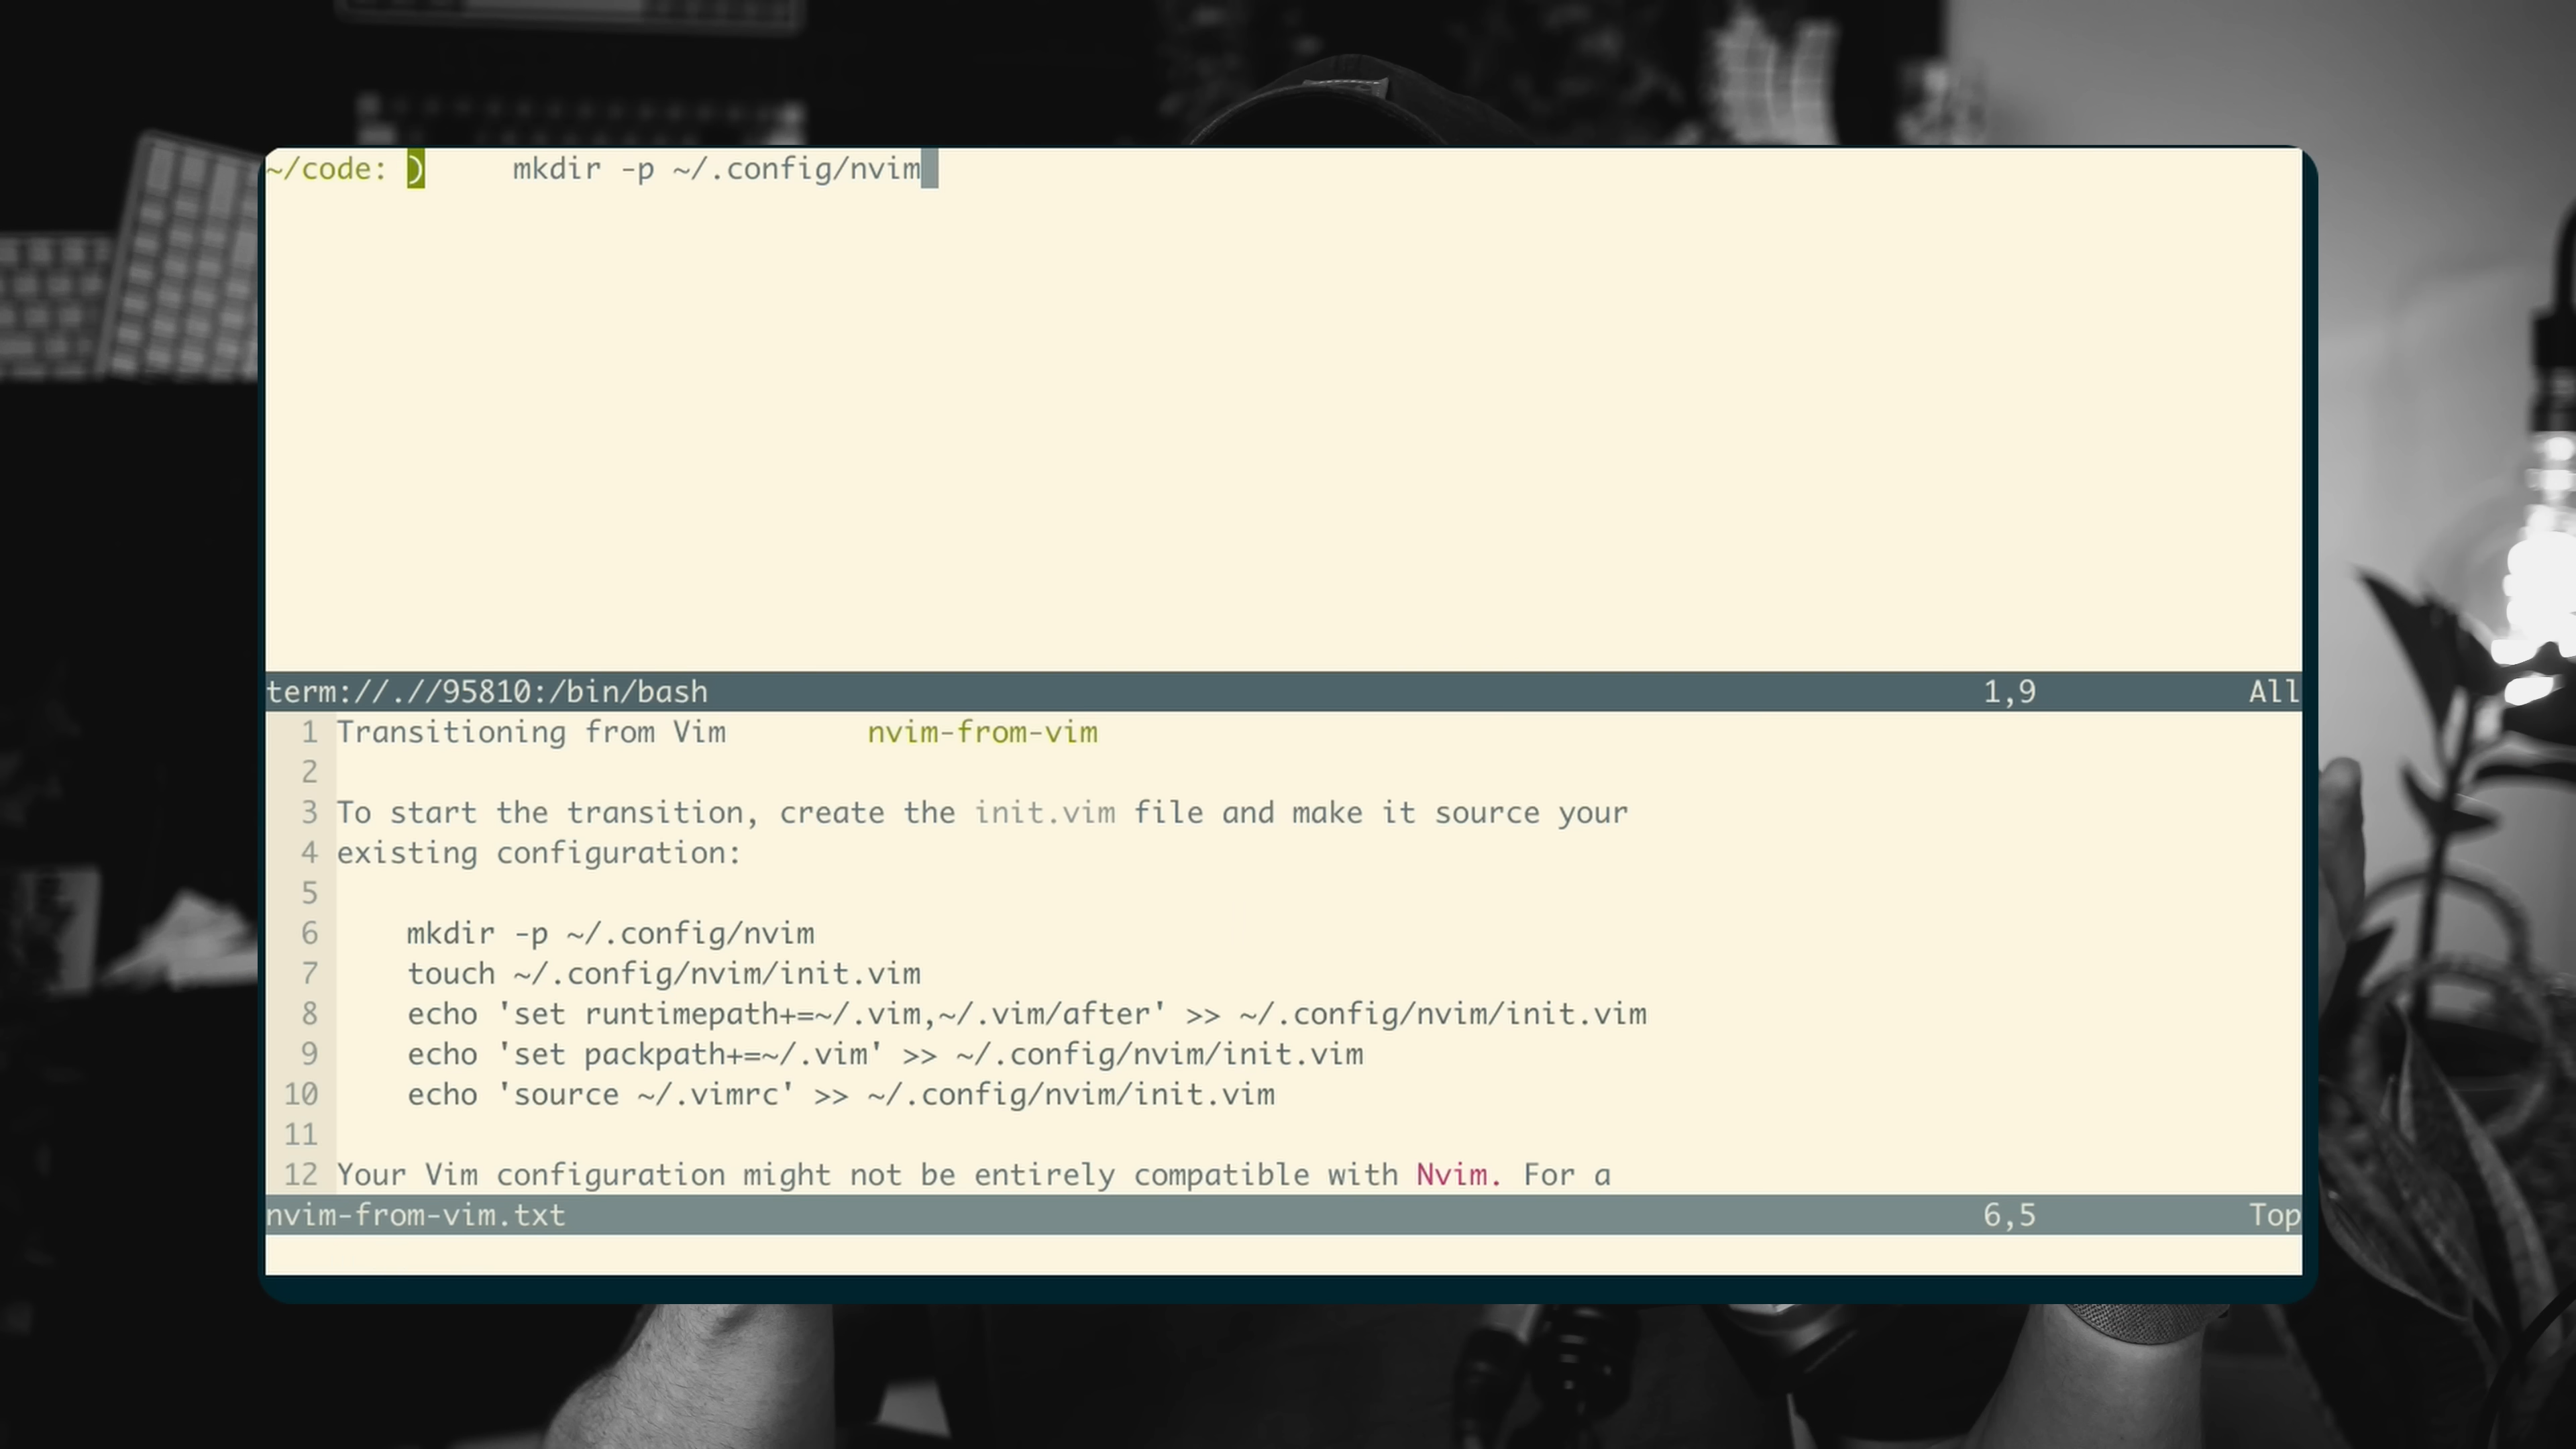 ~/code: )     mkdir -p ~/.config/nvim
term://.//95810:/bin/bash 1,9 All
1 Transitioning from Vim        nvim-from-vim
2
3 To start the transition, create the init.vim file and make it source your
4 existing configuration:
5
6     mkdir -p ~/.config/nvim
7     touch ~/.config/nvim/init.vim
8     echo 'set runtimepath+=~/.vim,~/.vim/after' >> ~/.config/nvim/init.vim
9     echo 'set packpath+=~/.vim' >> ~/.config/nvim/init.vim
10     echo 'source ~/.vimrc' >> ~/.config/nvim/init.vim
11
12 Your Vim configuration might not be entirely compatible with Nvim. For a
nvim-from-vim.txt 6,5 Top